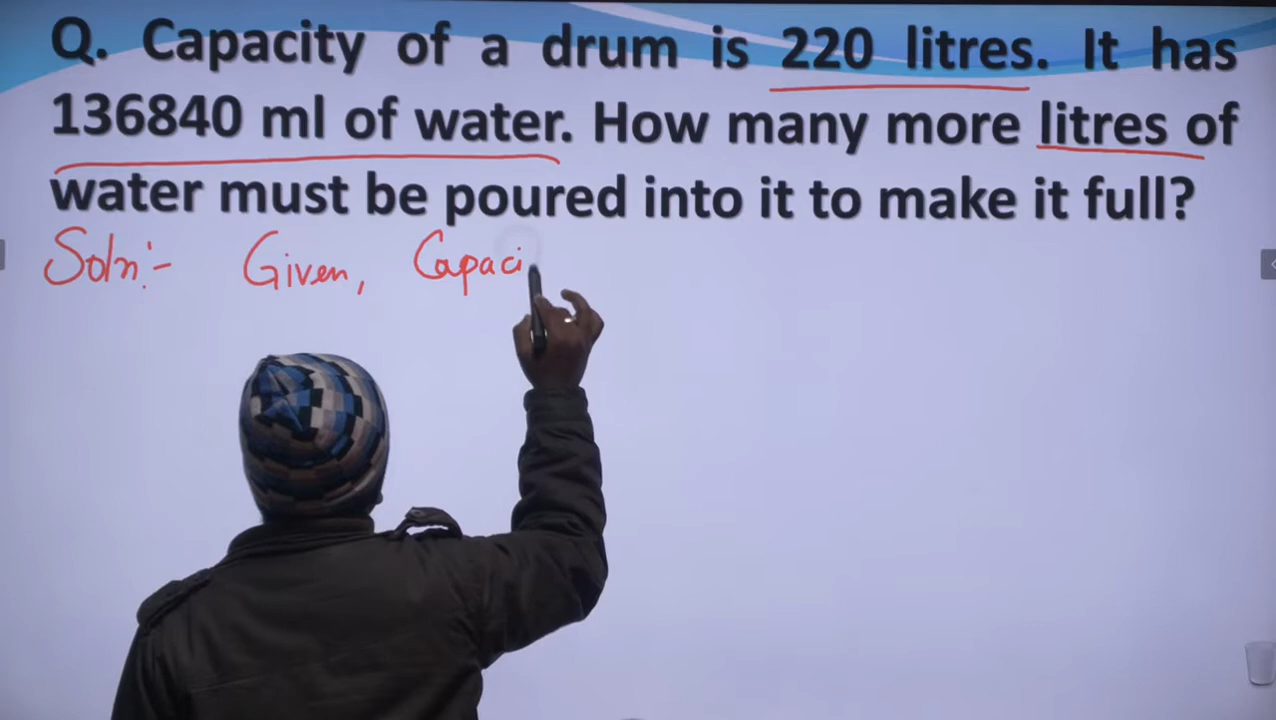 Q. Capacity of a drum is 220 litres. It has
136840 ml of water. How many more litres of
water must be poured into it to make it full?
Soln:- Given, Capaci